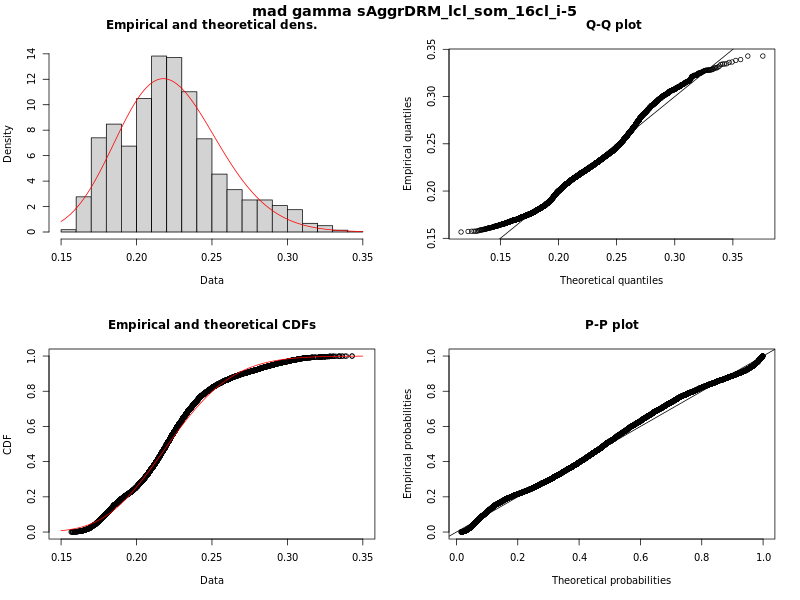 mad gamma sAggrDRM_lcl_som_16cl_i-5
Empirical and theoretical dens.
Density
0 2 4 6 8 10 12 14
0.15 0.20 0.25 0.30 0.35
Data
Q-Q plot
Empirical quantiles
0.15 0.20 0.25 0.30 0.35
0.15 0.20 0.25 0.30 0.35
Theoretical quantiles
Empirical and theoretical CDFs
CDF
0.0 0.2 0.4 0.6 0.8 1.0
0.15 0.20 0.25 0.30 0.35
Data
P-P plot
Empirical probabilities
0.0 0.2 0.4 0.6 0.8 1.0
0.0 0.2 0.4 0.6 0.8 1.0
Theoretical probabilities